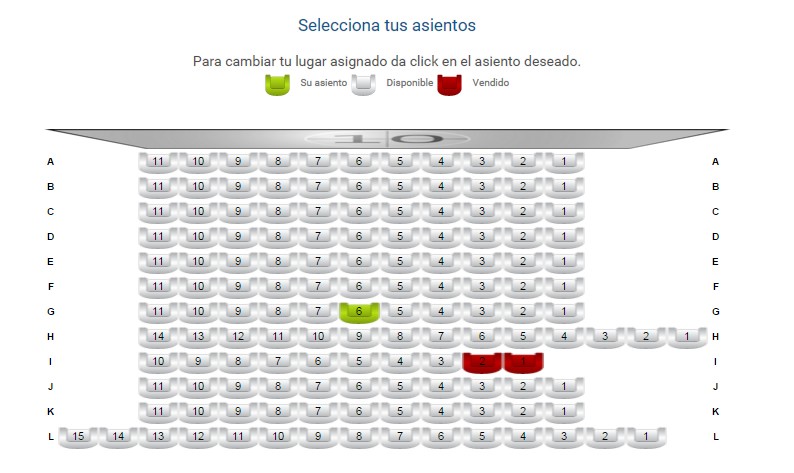 Selecciona tus asientos
Para cambiar tu lugar asignado da click en el asiento deseado.
Su asiento Disponible Vendido
10
A 11 10 9 8 7 6 5 4 3 2 1 A
B 11 10 9 8 7 6 5 4 3 2 1 B
C 11 10 9 8 7 6 5 4 3 2 1 C
D 11 10 9 8 7 6 5 4 3 2 1 D
E 11 10 9 8 7 6 5 4 3 2 1 E
F 11 10 9 8 7 6 5 4 3 2 1 F
G 11 10 9 8 7 6 5 4 3 2 1 G
H 14 13 12 11 10 9 8 7 6 5 4 3 2 1 H
I 10 9 8 7 6 5 4 3 2 1 I
J 11 10 9 8 7 6 5 4 3 2 1 J
K 11 10 9 8 7 6 5 4 3 2 1 K
L 15 14 13 12 11 10 9 8 7 6 5 4 3 2 1 L